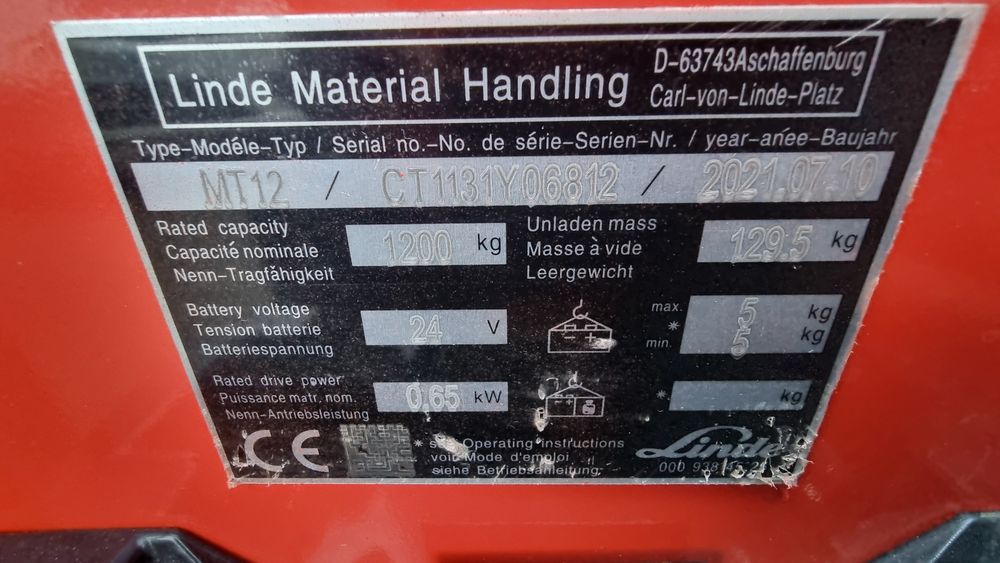 Linde Material Handling
D-63743Aschaffenburg
Carl-von-Linde-Platz
Type-Modéle-Typ / Serial no.-No. de série-Serien-Nr. / year-anee-Baujahr
MT12 / CT1131Y06812 / 2021.07.10
Rated capacity
Capacité nominale
Nenn-Tragfáhigkeit
1200 kg
Unladen mass
Masse à vide
Leergewicht
129.5 kg
Battery voltage
Tension batterie
Batteriespannung
24 V
max. 5 kg
*
min. 5 kg
Rated drive power
Puissance matr, nom.
Nenn-Antriebsleistung
0.65 kW
* kg
CE
* see Operating instructions
voir Mode d'emploi
siehe Betriebsanleitung
Linde
000